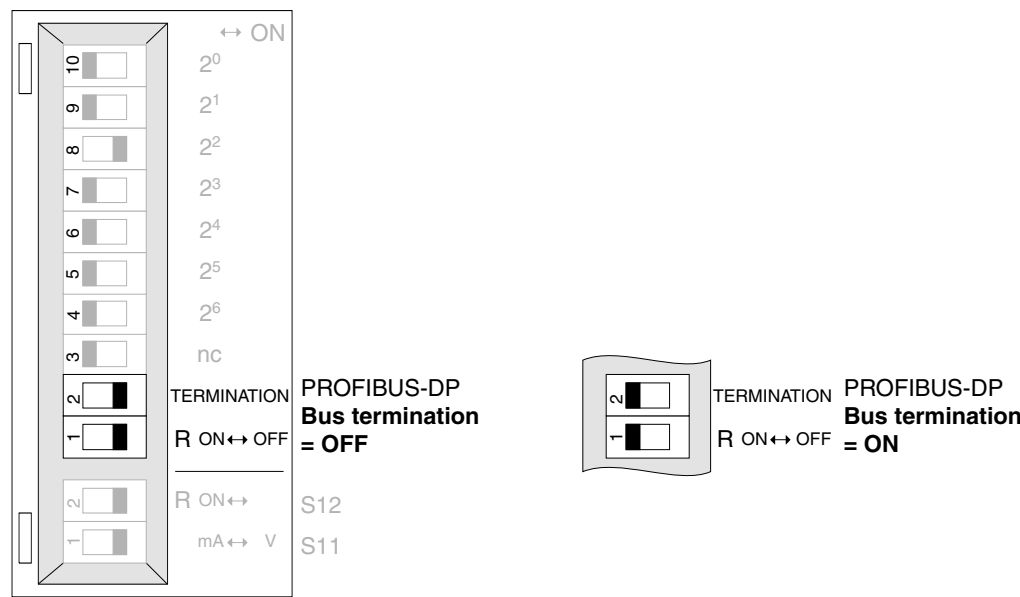 ↔ ON
10 2⁰
9 2¹
8 2²
7 2³
6 2⁴
5 2⁵
4 2⁶
3 nc
2 TERMINATION PROFIBUS-DP
Bus termination
1 R ON ↔ OFF = OFF
2 R ON ↔ S12
1 mA ↔ V S11
2 TERMINATION PROFIBUS-DP
Bus termination
1 R ON ↔ OFF = ON